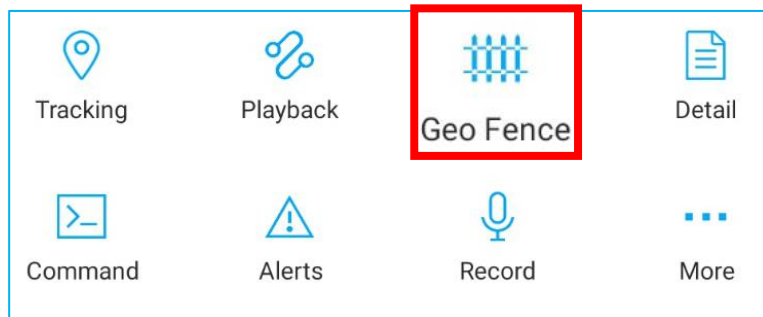 Tracking
Playback
Geo Fence
Detail
Command
Alerts
Record
More